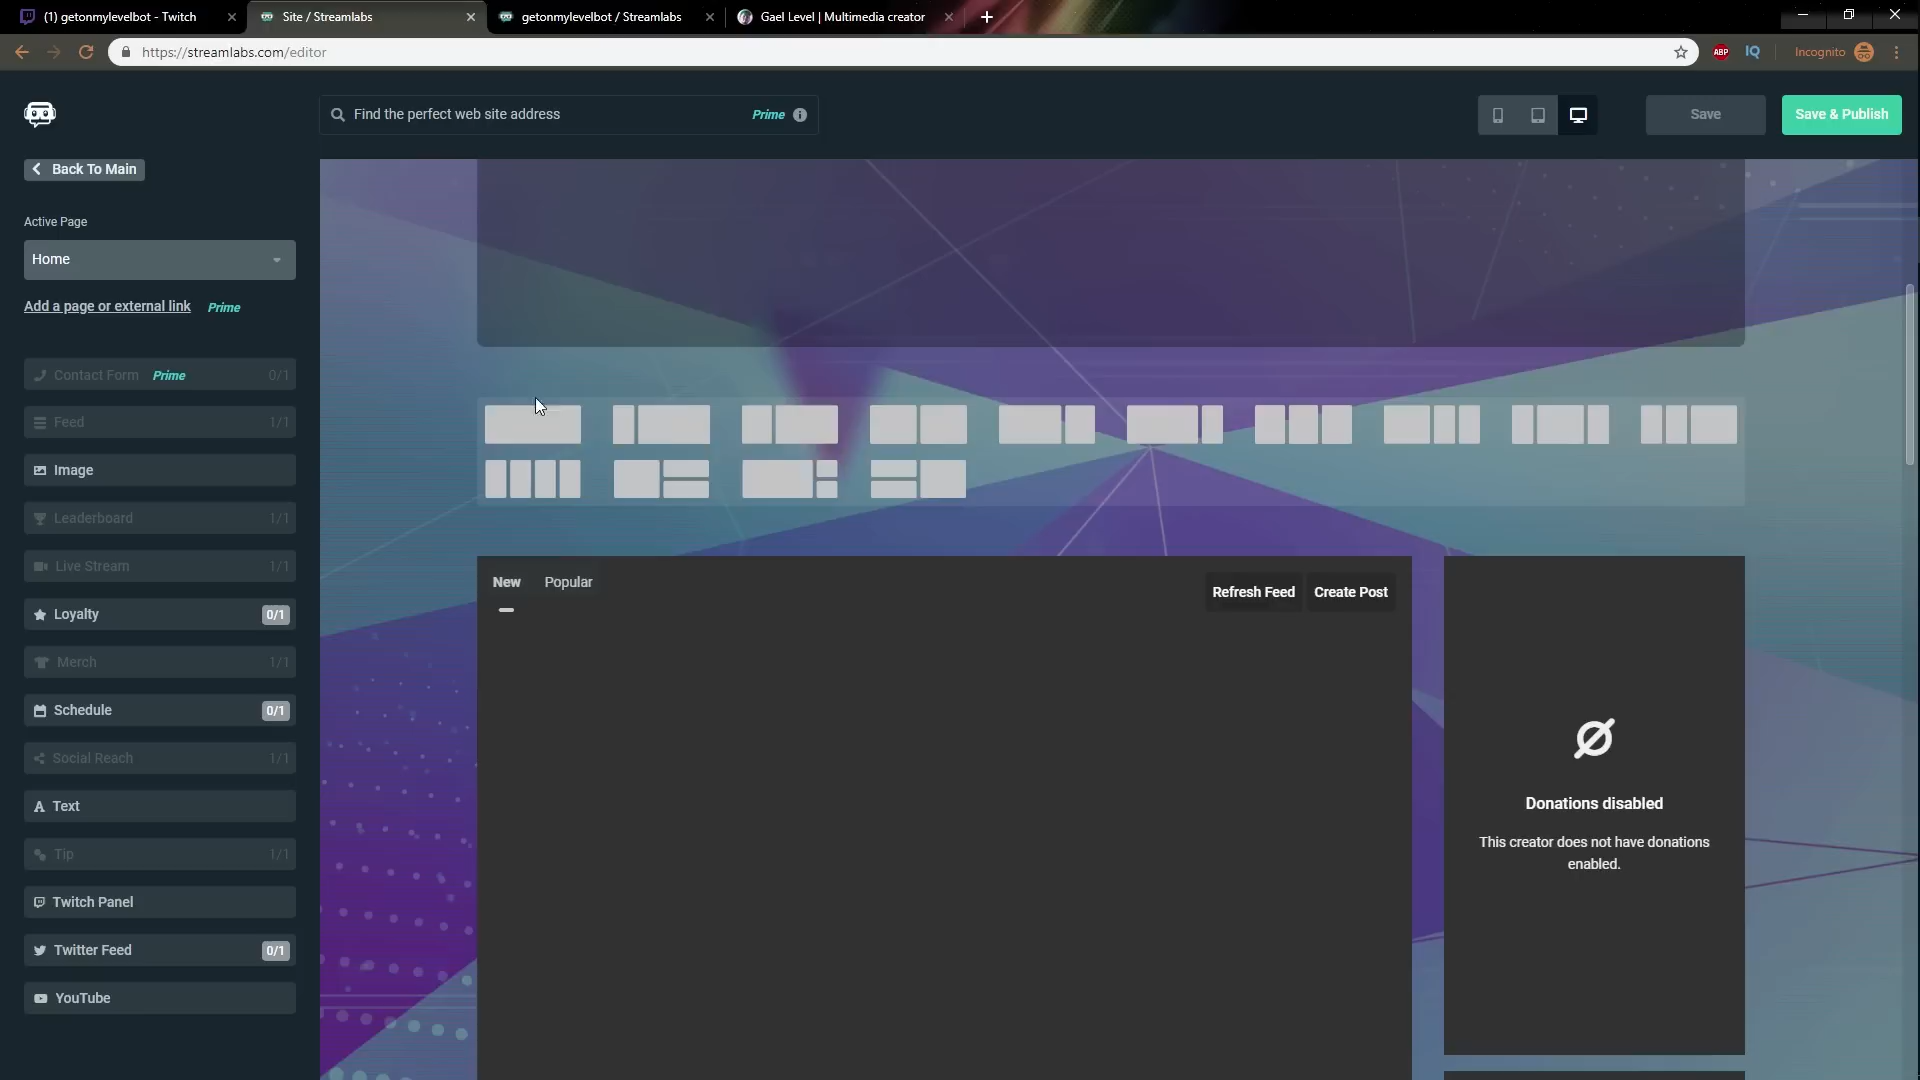 (1) getonmylevelbot - Twitch
Site / Streamlabs
getonmylevelbot / Streamlabs
Gael Level | Multimedia creator
https://streamlabs.com/editor
ABP
IQ
Incognito
Find the perfect web site address
Prime
Save
Save & Publish
Back To Main
Active Page
Home
Add a page or external link
Prime
Contact Form Prime 0/1
Feed 1/1
Image
Leaderboard 1/1
Live Stream 1/1
Loyalty 0/1
Merch 1/1
Schedule 0/1
Social Reach 1/1
Text
Tip 1/1
Twitch Panel
Twitter Feed 0/1
YouTube
New
Popular
Refresh Feed
Create Post
Donations disabled
This creator does not have donations
enabled.